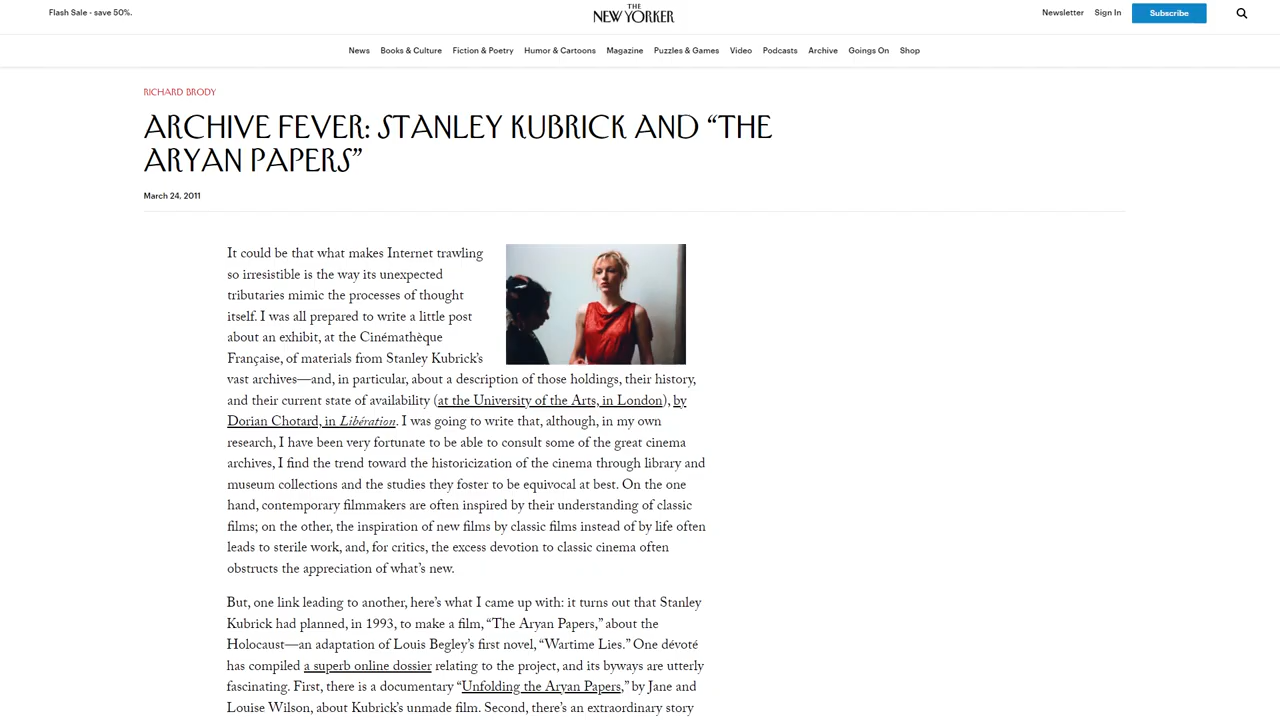 Flash Sale - save 50%.
THE
NEW YORKER
Newsletter Sign In Subscribe
News Books & Culture Fiction & Poetry Humor & Cartoons Magazine Puzzles & Games Video Podcasts Archive Goings On Shop
RICHARD BRODY
ARCHIVE FEVER: STANLEY KUBRICK AND “THE
ARYAN PAPERS”
March 24, 2011
It could be that what makes Internet trawling
so irresistible is the way its unexpected
tributaries mimic the processes of thought
itself. I was all prepared to write a little post
about an exhibit, at the Cinémathèque
Française, of materials from Stanley Kubrick’s
vast archives—and, in particular, about a description of those holdings, their history,
and their current state of availability (at the University of the Arts, in London), by
Dorian Chotard, in Libération. I was going to write that, although, in my own
research, I have been very fortunate to be able to consult some of the great cinema
archives, I find the trend toward the historicization of the cinema through library and
museum collections and the studies they foster to be equivocal at best. On the one
hand, contemporary filmmakers are often inspired by their understanding of classic
films; on the other, the inspiration of new films by classic films instead of by life often
leads to sterile work, and, for critics, the excess devotion to classic cinema often
obstructs the appreciation of what’s new.
But, one link leading to another, here’s what I came up with: it turns out that Stanley
Kubrick had planned, in 1993, to make a film, “The Aryan Papers,” about the
Holocaust—an adaptation of Louis Begley’s first novel, “Wartime Lies.” One dévoté
has compiled a superb online dossier relating to the project, and its byways are utterly
fascinating. First, there is a documentary “Unfolding the Aryan Papers,” by Jane and
Louise Wilson, about Kubrick’s unmade film. Second, there’s an extraordinary story